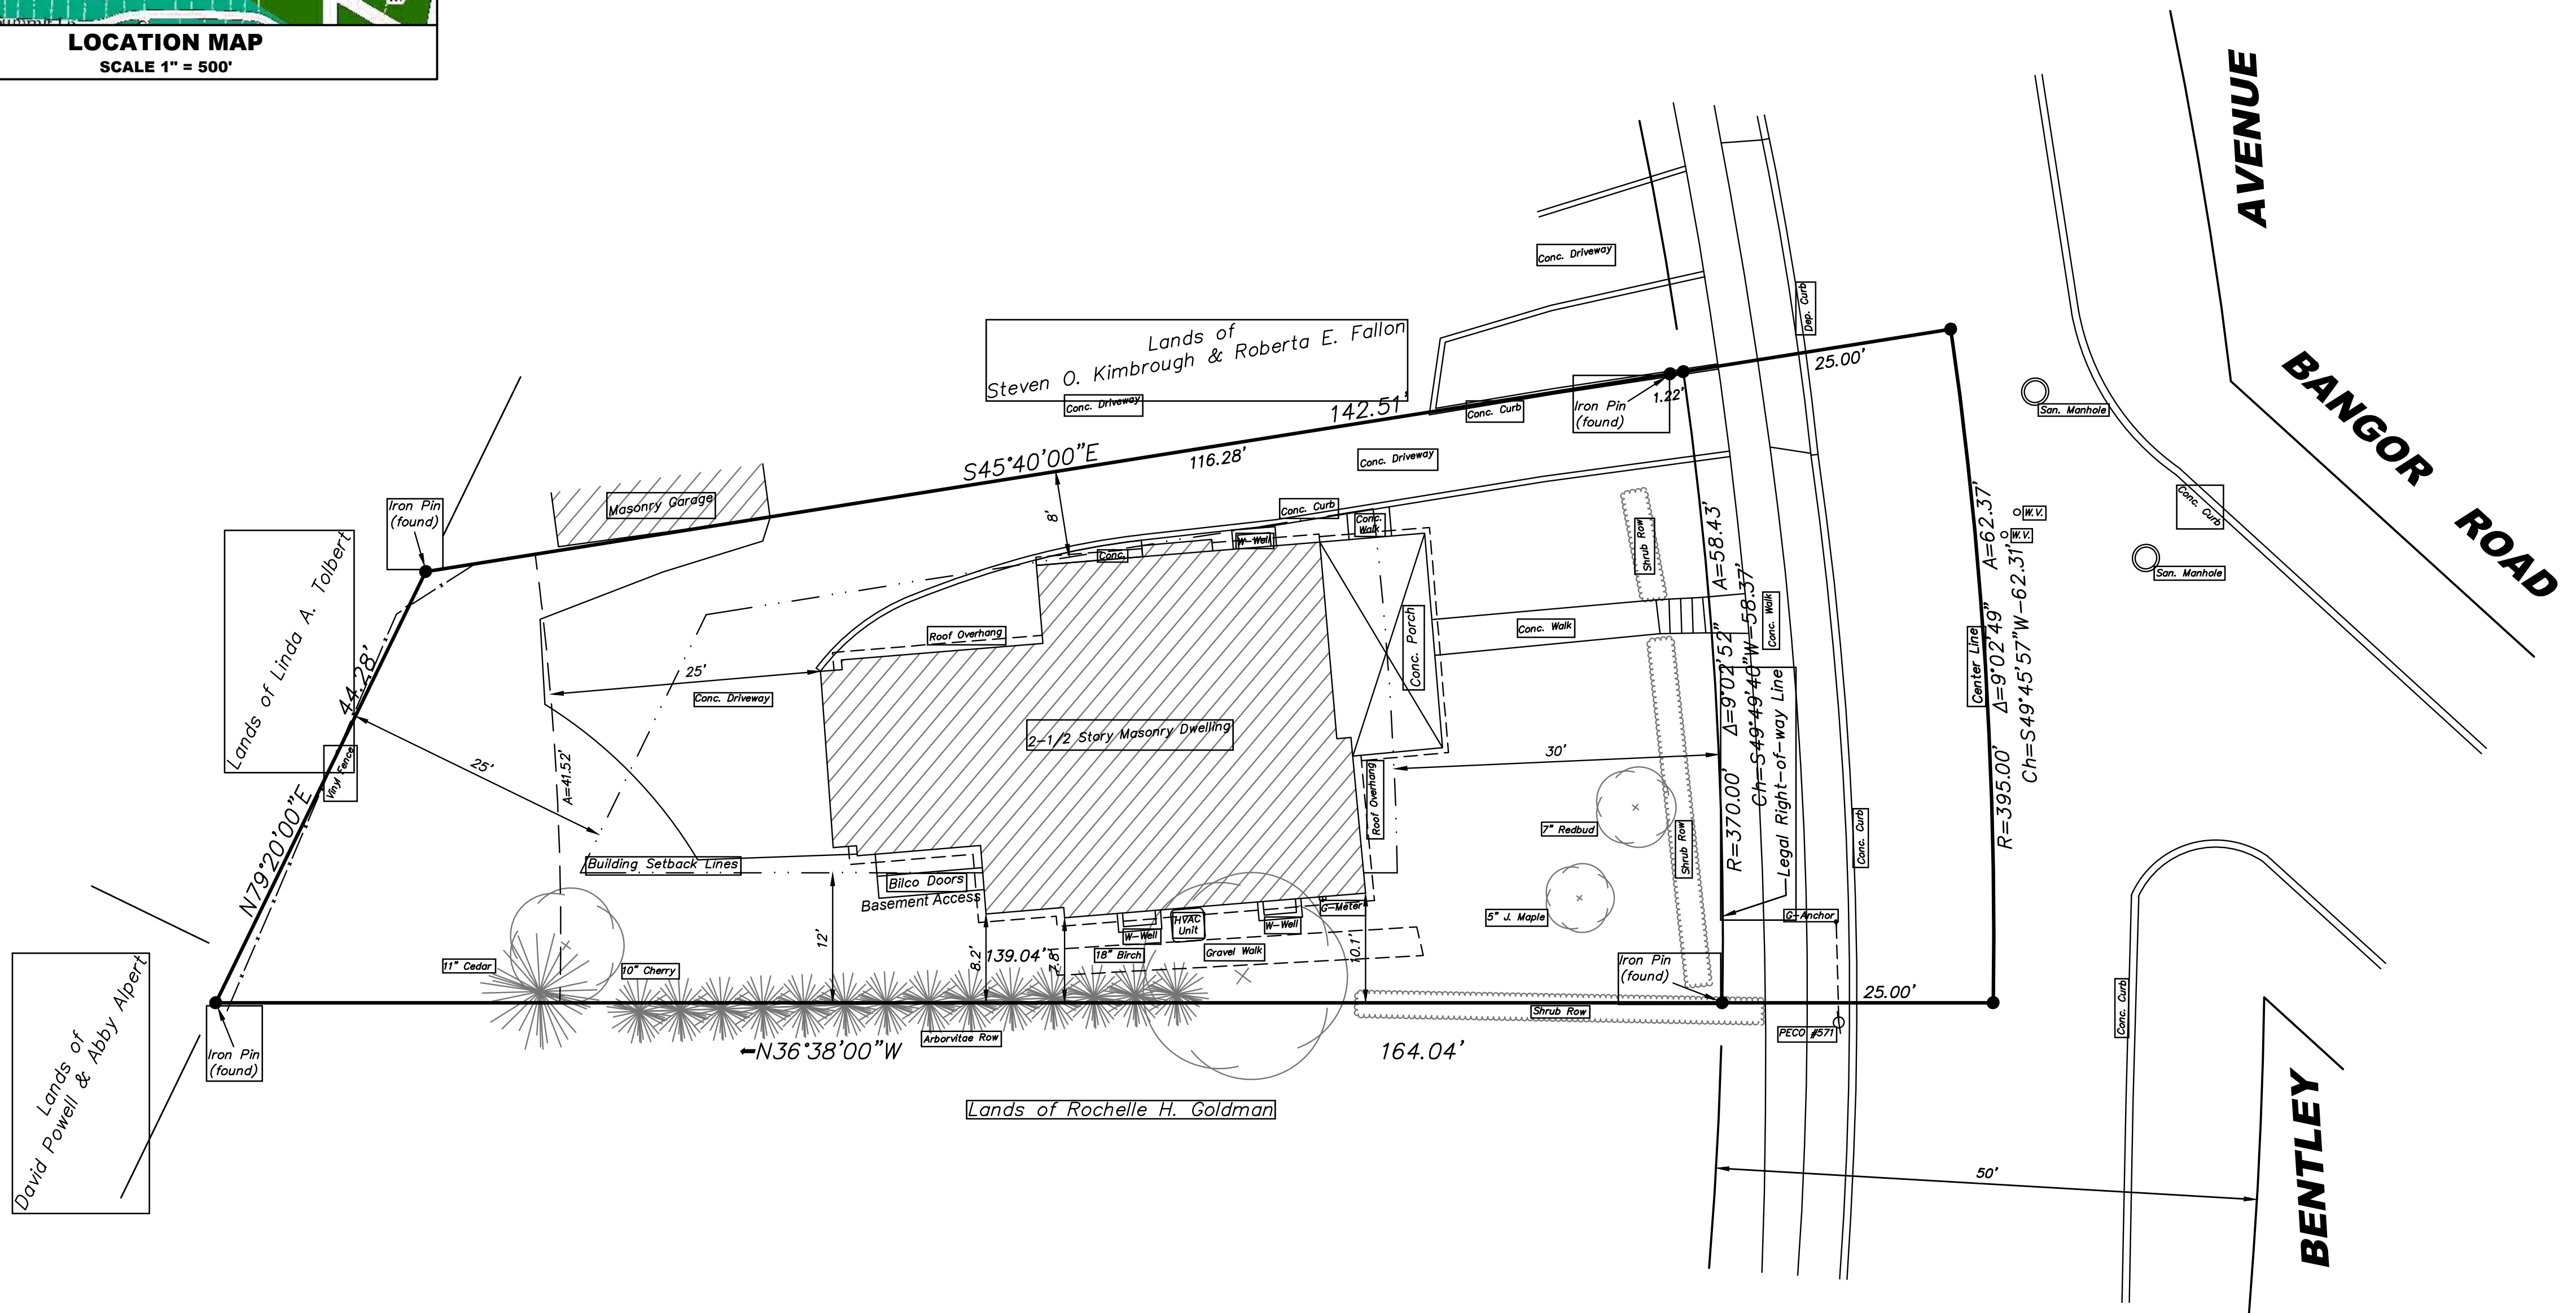 LOCATION MAP
SCALE 1" = 500'
AVENUE
BANGOR
ROAD
BENTLEY
Conc. Driveway
Dep. Curb
Lands of
Steven O. Kimbrough & Roberta E. Fallon
Conc. Driveway
142.51'
Conc. Curb
Iron Pin
(found)
1.22'
25.00'
San. Manhole
S45°40'00"E
116.28'
Conc. Driveway
Iron Pin
(found)
Masonry Garage
8'
Conc. Curb
Conc.
Walk
W-Well
Conc.
Shrub Row
A=58.43'
A=62.37'
W.V.
W.V.
Conc. Curb
San. Manhole
Lands of Linda A. Tolbert
44.28'
Vinyl Fence
N79°20'00"E
25'
25'
Conc. Driveway
A=41.52'
Roof Overhang
2-1/2 Story Masonry Dwelling
Conc. Porch
Conc. Walk
Conc. Walk
Δ=9°02'52"
Ch=S49°49'40"W-58.37'
R=370.00'
Legal Right-of-way Line
Center Line
Δ=9°02'49"
Ch=S49°45'57"W-62.31'
R=395.00'
30'
Roof Overhang
7" Redbud
Shrub Row
Conc. Curb
5" J. Maple
G-Anchor
Building Setback Lines
Bilco Doors
Basement Access
12'
8.2'
139.04'
7.8'
W-Well
HVAC
Unit
W-Well
G-Meter
10.1'
18" Birch
Gravel Walk
11" Cedar
10" Cherry
Iron Pin
(found)
25.00'
Shrub Row
PECO #571
Conc. Curb
Lands of
David Powell & Abby Alpert
Iron Pin
(found)
Arborvitae Row
N36°38'00"W
164.04'
Lands of Rochelle H. Goldman
50'